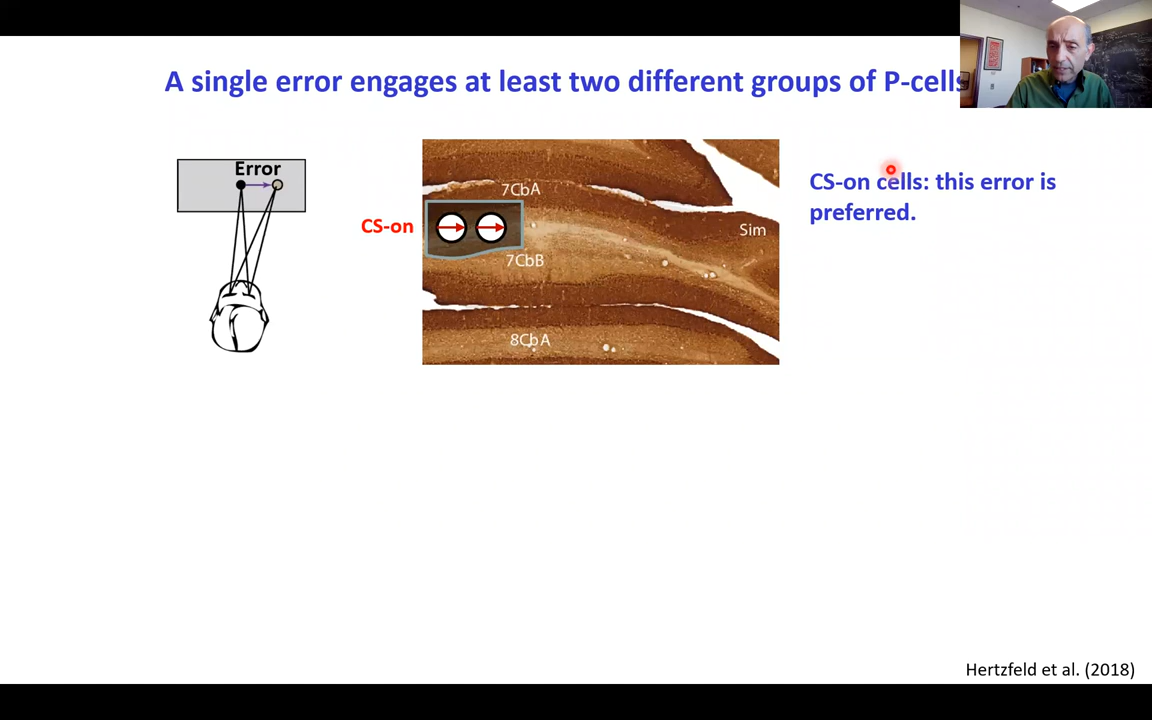 A single error engages at least two different groups of P-cells
Error
7CbA
CS-on
Sim
7CbB
8CbA
CS-on cells: this error is
preferred.
Hertzfeld et al. (2018)